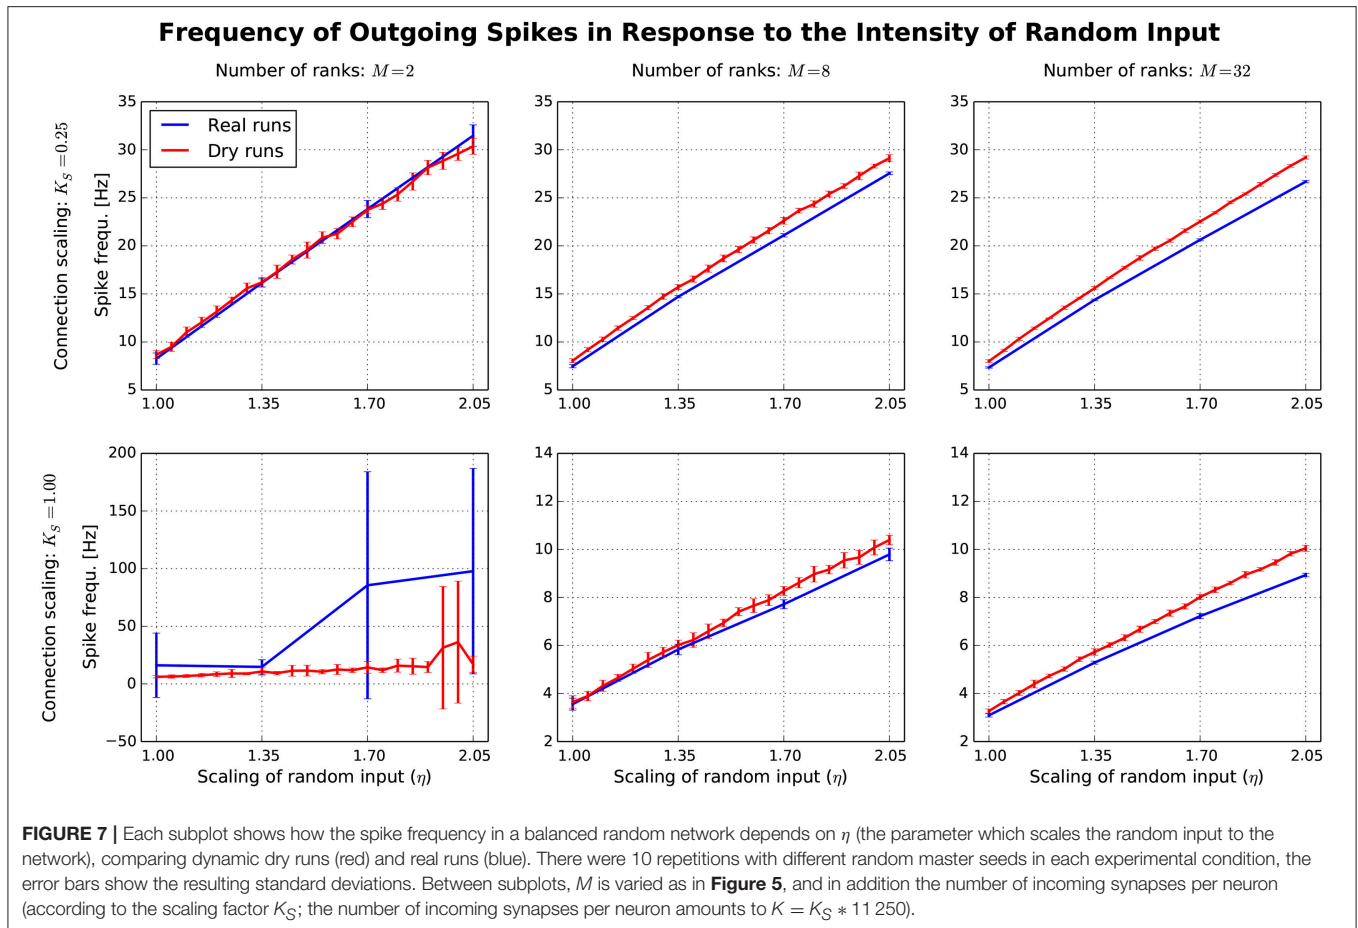 Frequency of Outgoing Spikes in Response to the Intensity of Random Input
Number of ranks: M=2
Number of ranks: M=8
Number of ranks: M=32
Connection scaling: K_S=0.25
Spike frequ. [Hz]
35
30
25
20
15
10
5
Real runs
Dry runs
1.00 1.35 1.70 2.05
35
30
25
20
15
10
5
1.00 1.35 1.70 2.05
35
30
25
20
15
10
5
1.00 1.35 1.70 2.05
Connection scaling: K_S=1.00
Spike frequ. [Hz]
200
150
100
50
0
−50
1.00 1.35 1.70 2.05
Scaling of random input (η)
14
12
10
8
6
4
2
1.00 1.35 1.70 2.05
Scaling of random input (η)
14
12
10
8
6
4
2
1.00 1.35 1.70 2.05
Scaling of random input (η)
FIGURE 7 | Each subplot shows how the spike frequency in a balanced random network depends on η (the parameter which scales the random input to the
network), comparing dynamic dry runs (red) and real runs (blue). There were 10 repetitions with different random master seeds in each experimental condition, the
error bars show the resulting standard deviations. Between subplots, M is varied as in Figure 5, and in addition the number of incoming synapses per neuron
(according to the scaling factor K_S; the number of incoming synapses per neuron amounts to K = K_S * 11 250).